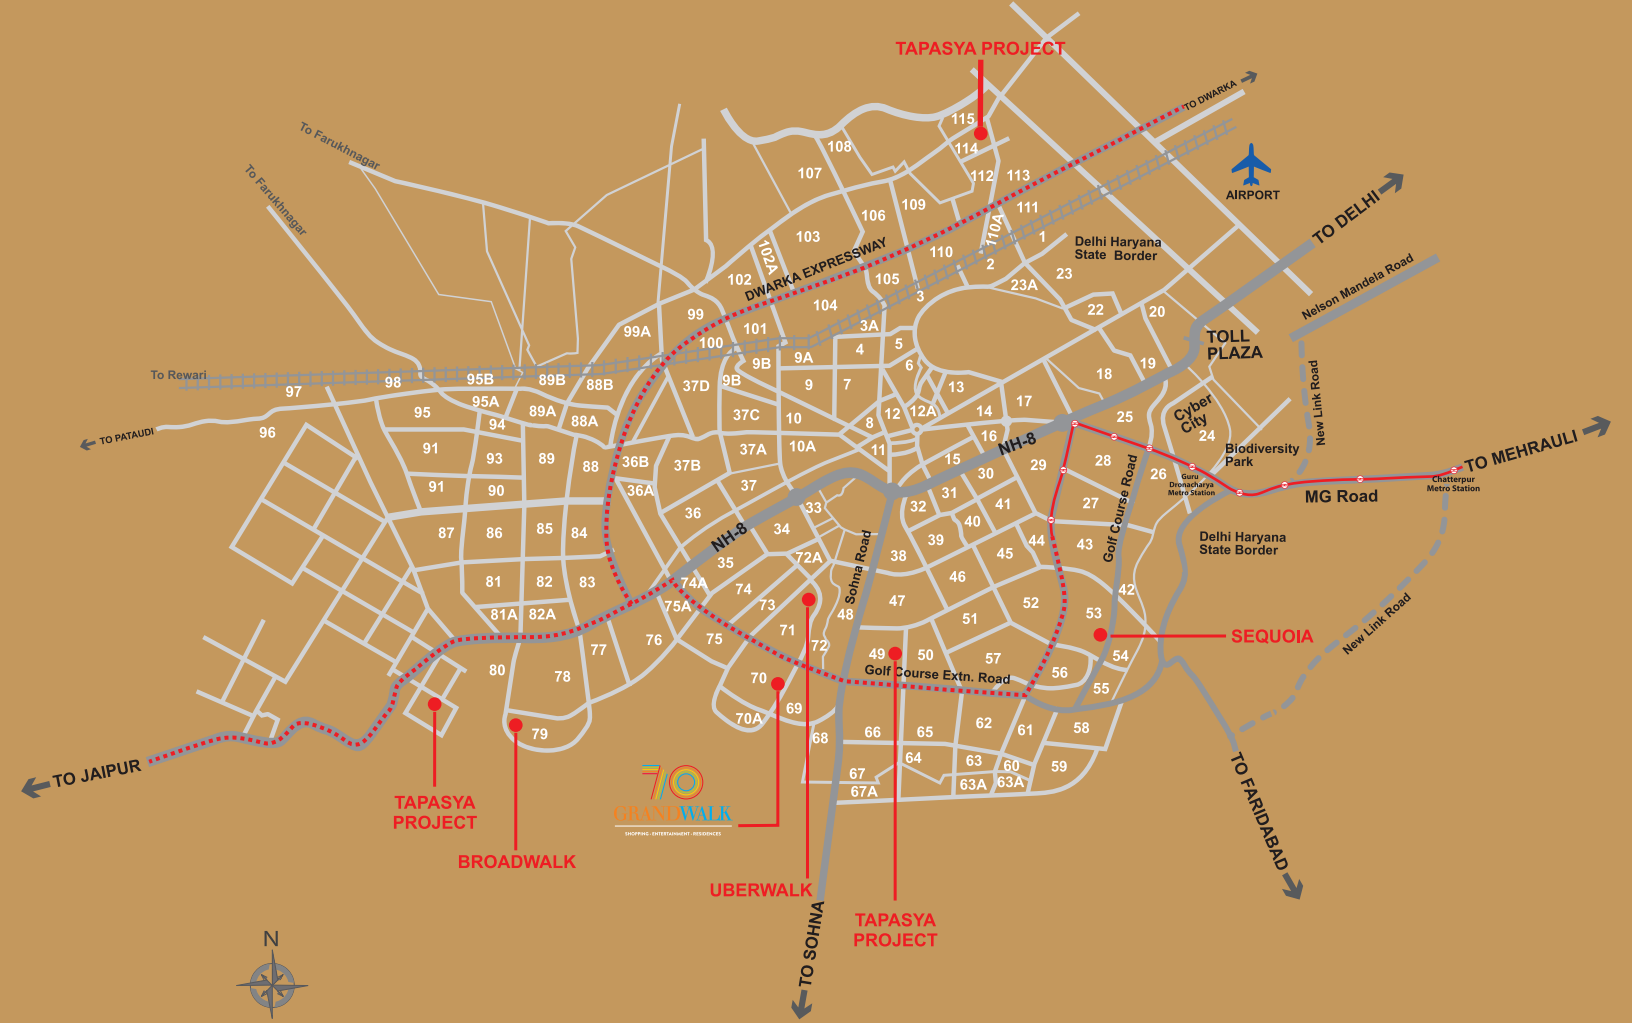 TAPASYA PROJECT
TO DWARKA
115
To Farukhnagar
108
114
107
112
113
AIRPORT
To Farukhnagar
109
106
111
TO DELHI
103
110A
1
102A
110
Delhi Haryana
State Border
DWARKA EXPRESSWAY
2
23
102
105
23A
Nelson Mandela Road
3
104
22
20
99
99A
101
3A
TOLL
PLAZA
100
4
5
9A
9B
6
19
To Rewari
98
95B
89B
88B
37D
9B
9
7
13
18
97
95A
17
New Link Road
Cyber
City
95
89A
88A
37C
10
12
12A
14
25
TO PATAUDI
96
94
8
16
24
TO MEHRAULI
91
37A
10A
11
NH-8
Biodiversity
Park
93
89
88
36B
37B
15
29
28
26
30
Guru
Dronacharya
Metro Station
Chatterpur
Metro Station
91
90
36A
37
31
MG Road
36
33
32
41
27
87
86
85
84
34
40
Golf Course Road
NH-8
39
44
43
Delhi Haryana
State Border
72A
38
45
35
Sohna Road
81
82
83
74A
74
46
42
75A
73
47
52
New Link Road
81A
82A
48
51
53
76
75
71
72
SEQUOIA
77
49
50
57
54
80
78
70
Golf Course Extn. Road
56
55
69
79
70A
62
61
58
68
66
65
64
63
60
59
TO JAIPUR
67
67A
63A
63A
TAPASYA
PROJECT
70
GRANDWALK
SHOPPING · ENTERTAINMENT · RESIDENCES
TO FARIDABAD
BROADWALK
UBERWALK
TAPASYA
PROJECT
TO SOHNA
N